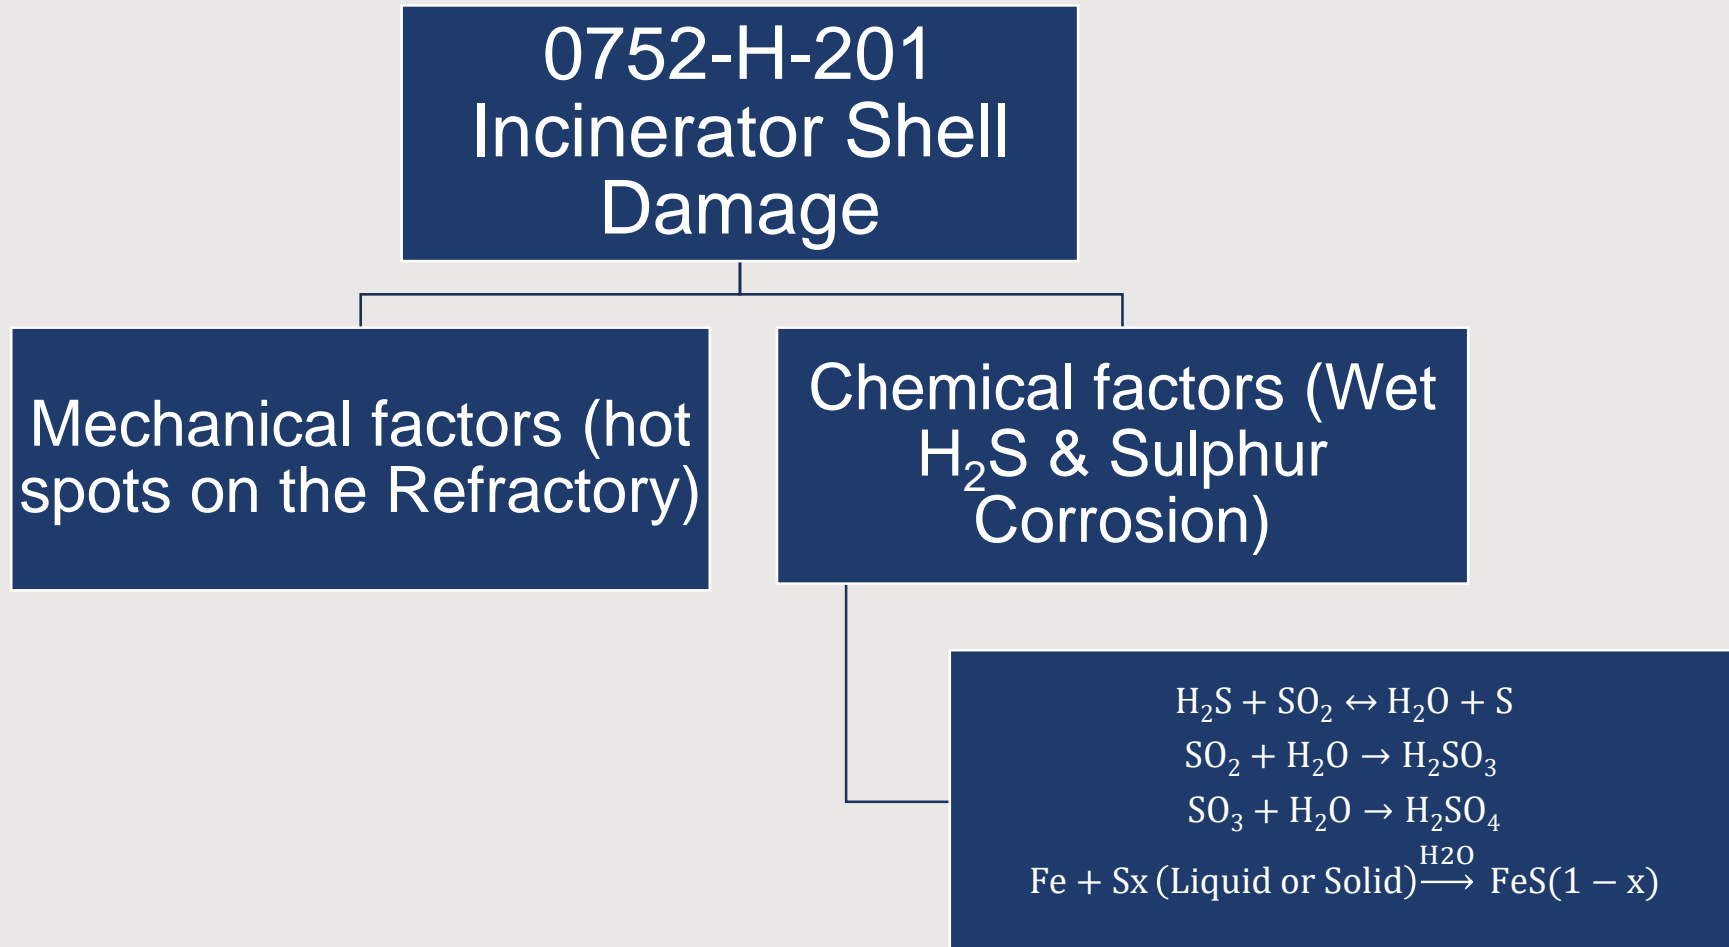 0752-H-201
Incinerator Shell
Damage
Mechanical factors (hot
spots on the Refractory)
Chemical factors (Wet
H₂S & Sulphur
Corrosion)
H₂S + SO₂ ↔ H₂O + S
SO₂ + H₂O → H₂SO₃
SO₃ + H₂O → H₂SO₄
H2O
Fe + Sx (Liquid or Solid) ⟶ FeS(1 − x)